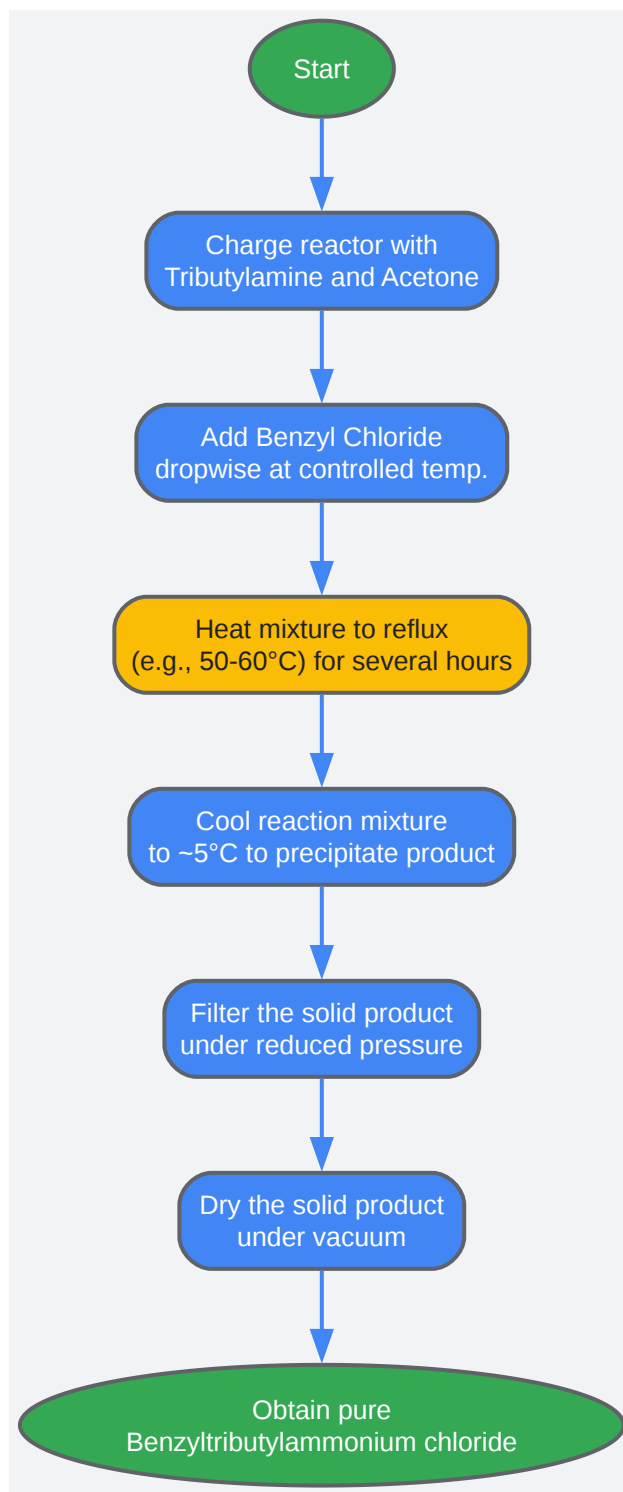 Start
Charge reactor with
Tributylamine and Acetone
Add Benzyl Chloride
dropwise at controlled temp.
Heat mixture to reflux
(e.g., 50-60°C) for several hours
Cool reaction mixture
to ~5°C to precipitate product
Filter the solid product
under reduced pressure
Dry the solid product
under vacuum
Obtain pure
Benzyltributylammonium chloride